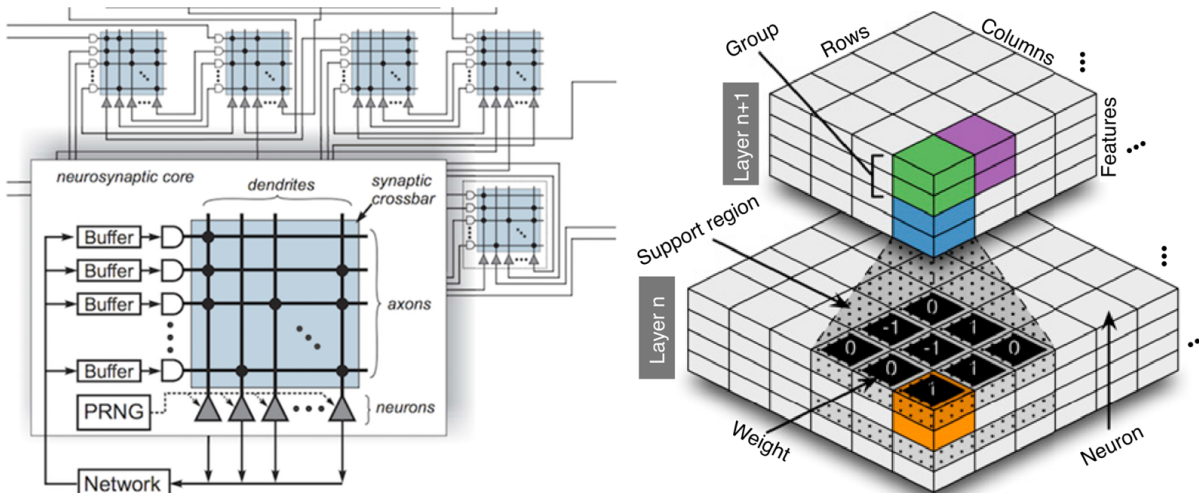 neurosynaptic core
dendrites
synaptic
crossbar
Buffer
Buffer
Buffer
Buffer
axons
PRNG
neurons
Network
Group
Rows
Columns
Layer n+1
Features
Support region
Layer n
0
-1
1
0
-1
0
0
1
1
Weight
Neuron